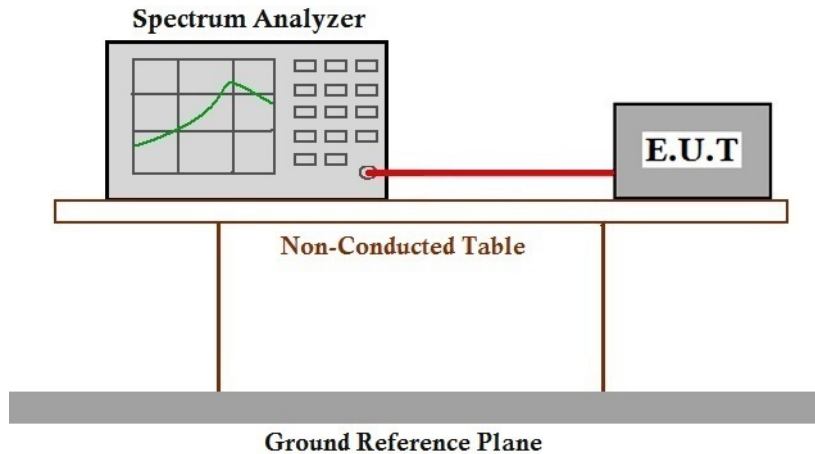 Spectrum Analyzer
E.U.T
Non-Conducted Table
Ground Reference Plane